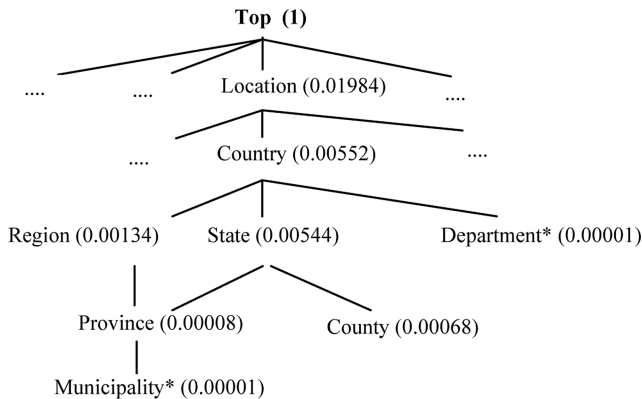 Top (1)
Location (0.01984)
.... .... ....
Country (0.00552)
.... ....
Region (0.00134) State (0.00544) Department* (0.00001)
Province (0.00008) County (0.00068)
Municipality* (0.00001)